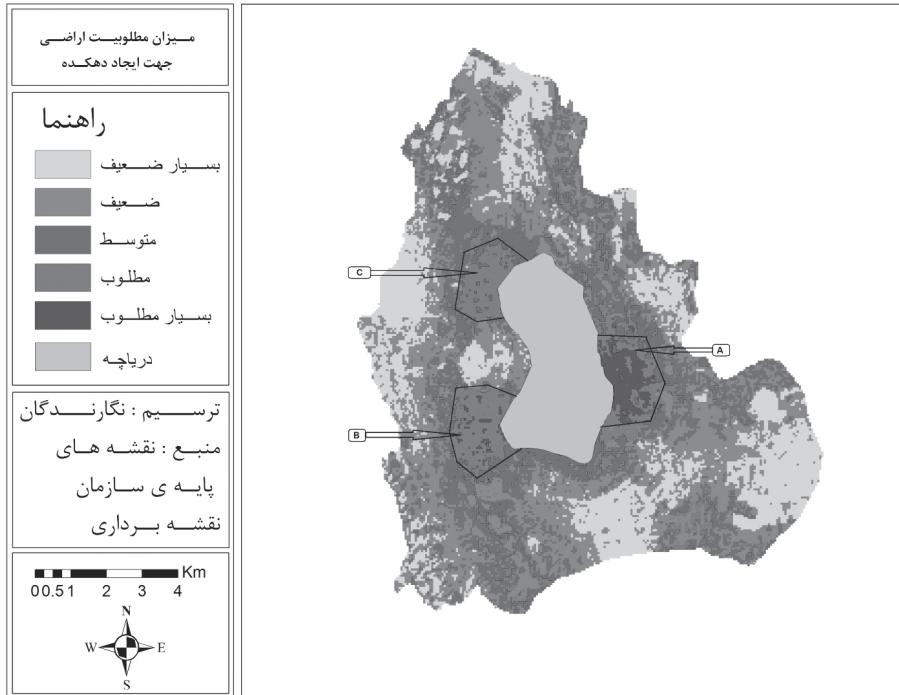 میزان مطلوبیت اراضی
جهت ایجاد دهکده
راهنما
بسیار ضعیف
ضعیف
متوسط
مطلوب
بسیار مطلوب
دریاچه
ترسیم : نگارندگان
منبع : نقشه های
پایه ی سازمان
نقشه برداری
Km
0 0.5 1 2 3 4
N
W E
S
C
A
B